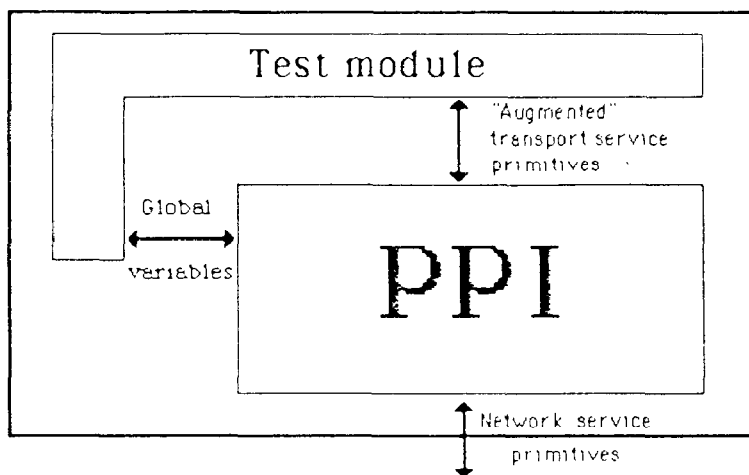 Test module
"Augmented"
transport service
primitives
Global
variables
PPI
Network service
primitives